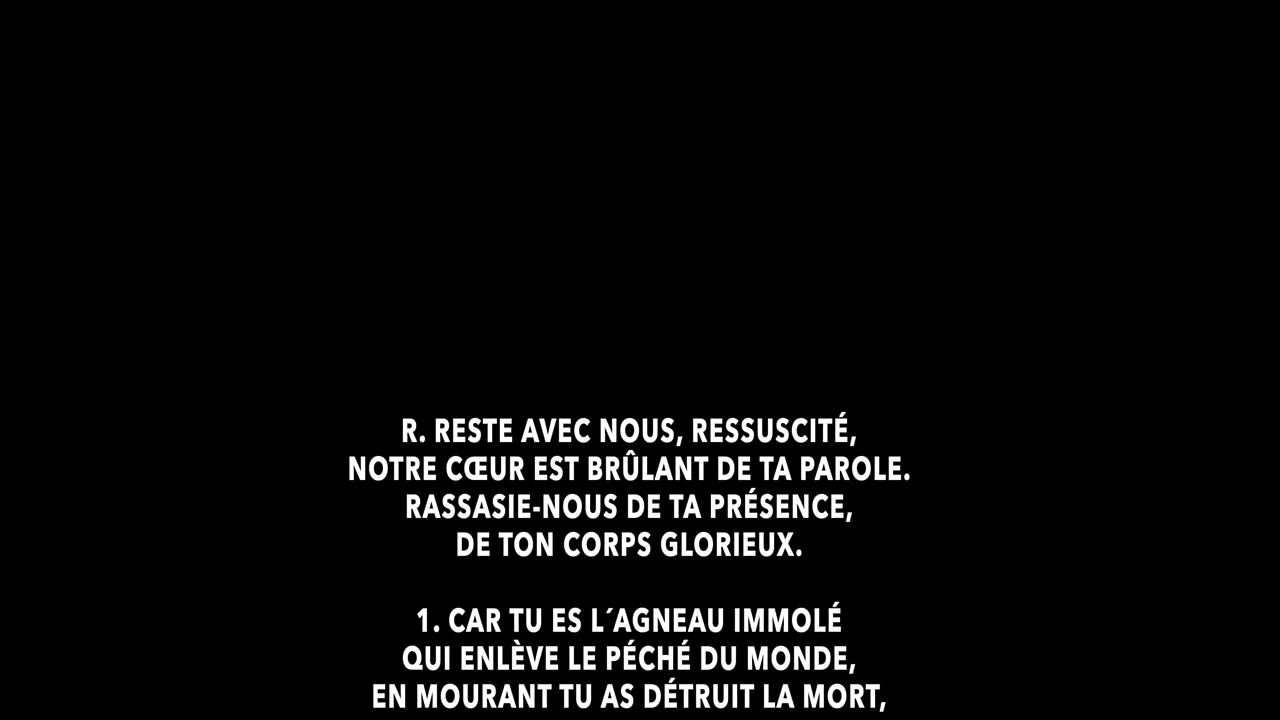 R. RESTE AVEC NOUS, RESSUSCITÉ,
NOTRE CŒUR EST BRÛLANT DE TA PAROLE.
RASSASIE-NOUS DE TA PRÉSENCE,
DE TON CORPS GLORIEUX.
1. CAR TU ES L´AGNEAU IMMOLÉ
QUI ENLÈVE LE PÉCHÉ DU MONDE,
EN MOURANT TU AS DÉTRUIT LA MORT,